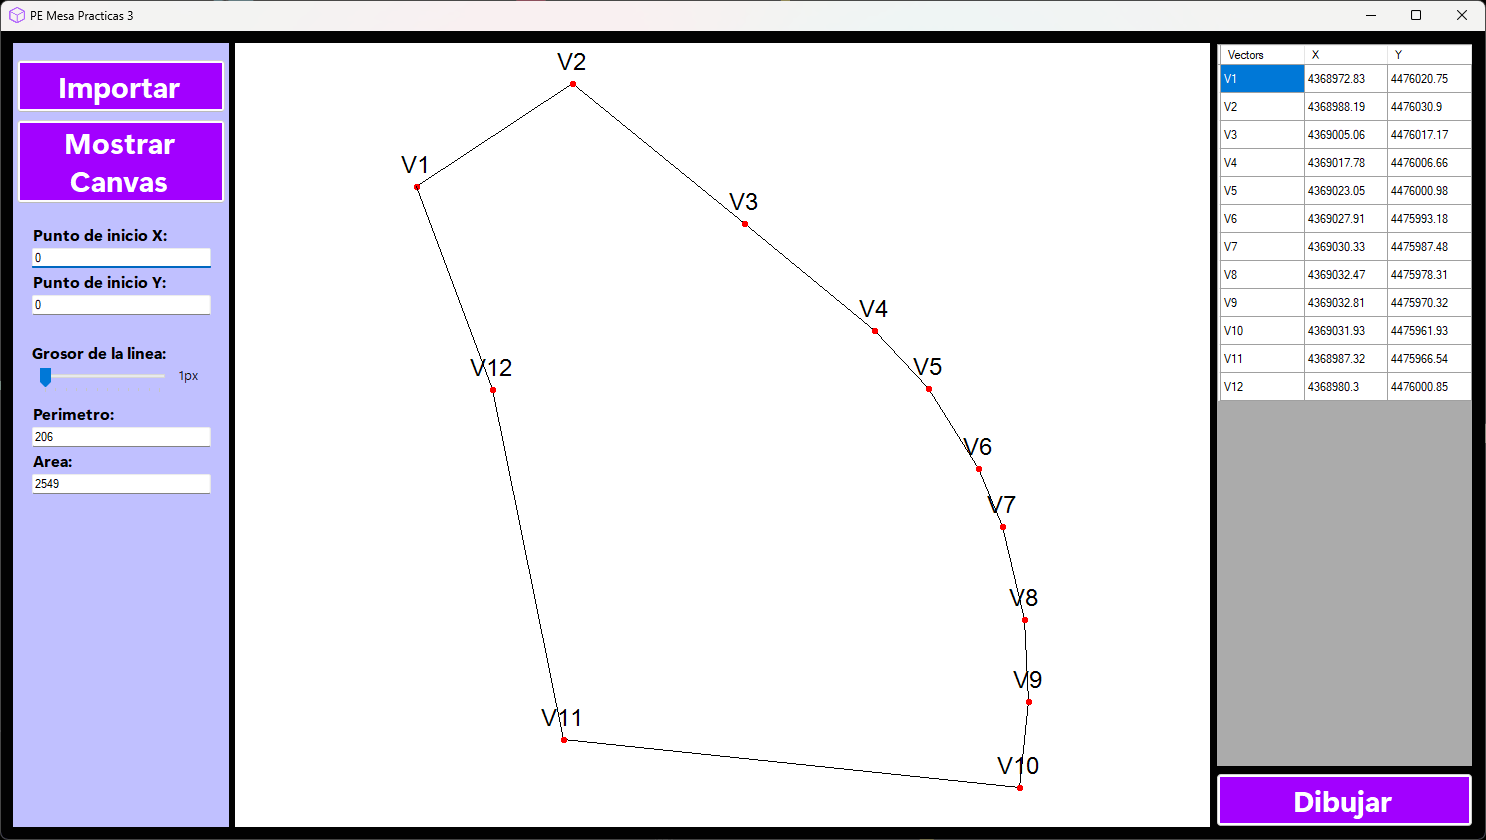 PE Mesa Practicas 3
Importar
Mostrar
Canvas
Punto de inicio X:
0
Punto de inicio Y:
0
Grosor de la linea:
1px
Perimetro:
206
Area:
2549
V2
V1
V3
V4
V12
V5
V6
V7
V8
V9
V11
V10
Vectors X Y
V1 4368972.83 4476020.75
V2 4368988.19 4476030.9
V3 4369005.06 4476017.17
V4 4369017.78 4476006.66
V5 4369023.05 4476000.98
V6 4369027.91 4475993.18
V7 4369030.33 4475987.48
V8 4369032.47 4475978.31
V9 4369032.81 4475970.32
V10 4369031.93 4475961.93
V11 4368987.32 4475966.54
V12 4368980.3 4476000.85
Dibujar